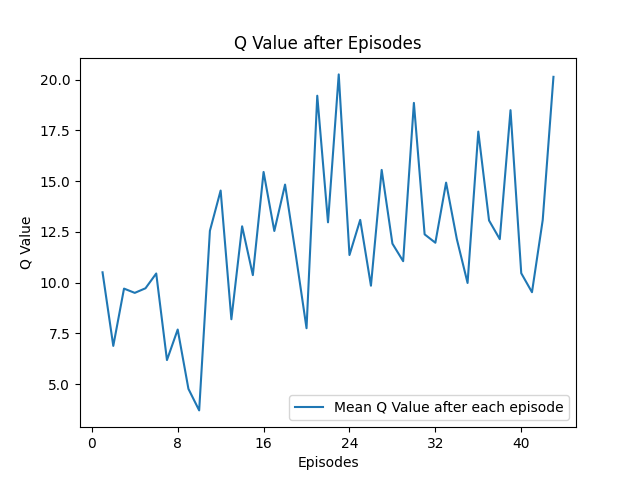 Q Value after Episodes
20.0
17.5
15.0
12.5
10.0
7.5
5.0
Q Value
Mean Q Value after each episode
0 8 16 24 32 40
Episodes